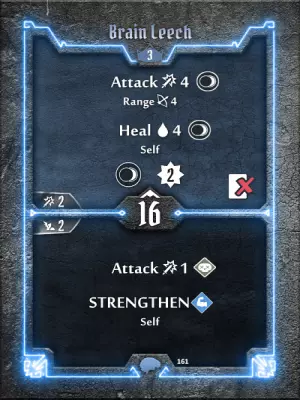 Brain Leech
3
Attack 4
Range 4
Heal 4
Self
2
2
16
2
Attack 1
STRENGTHEN
Self
161